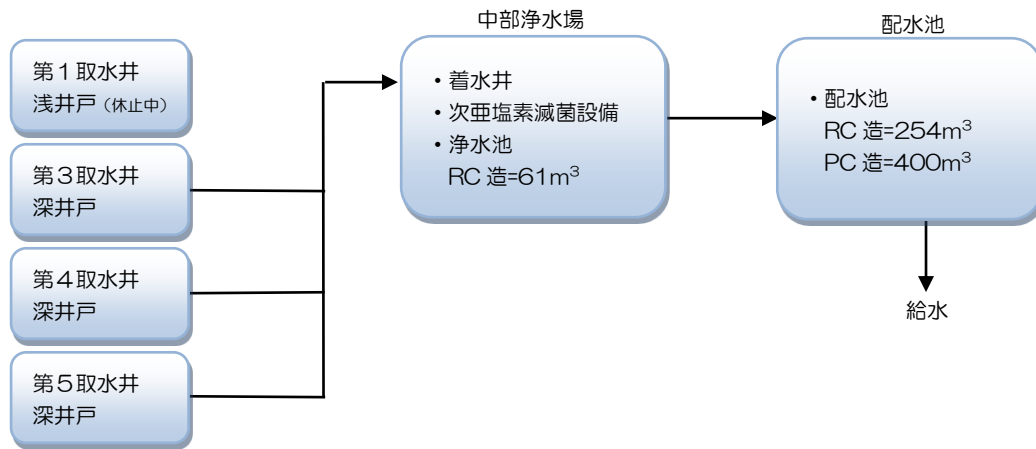 第１取水井
浅井戸（休止中）
第３取水井
深井戸
第４取水井
深井戸
第５取水井
深井戸
中部浄水場
・着水井
・次亜塩素滅菌設備
・浄水池
RC 造=61m³
配水池
・配水池
RC 造=254m³
PC 造=400m³
給水